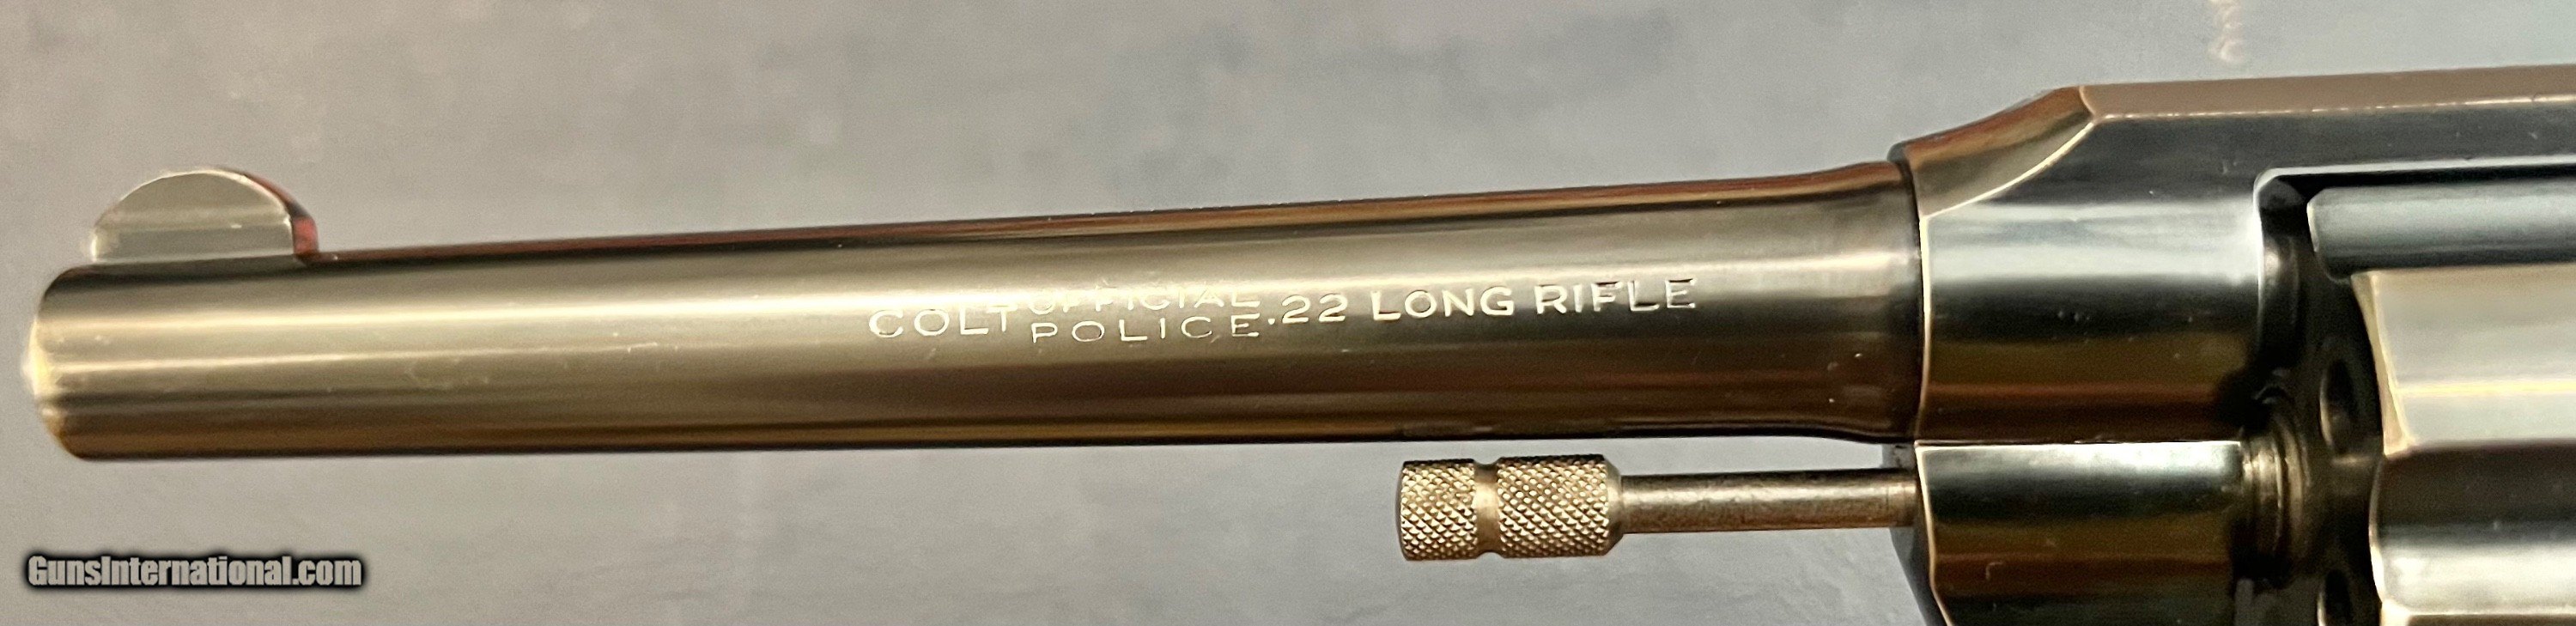 COLT OFFICIAL POLICE .22 LONG RIFLE
GunsInternational.com